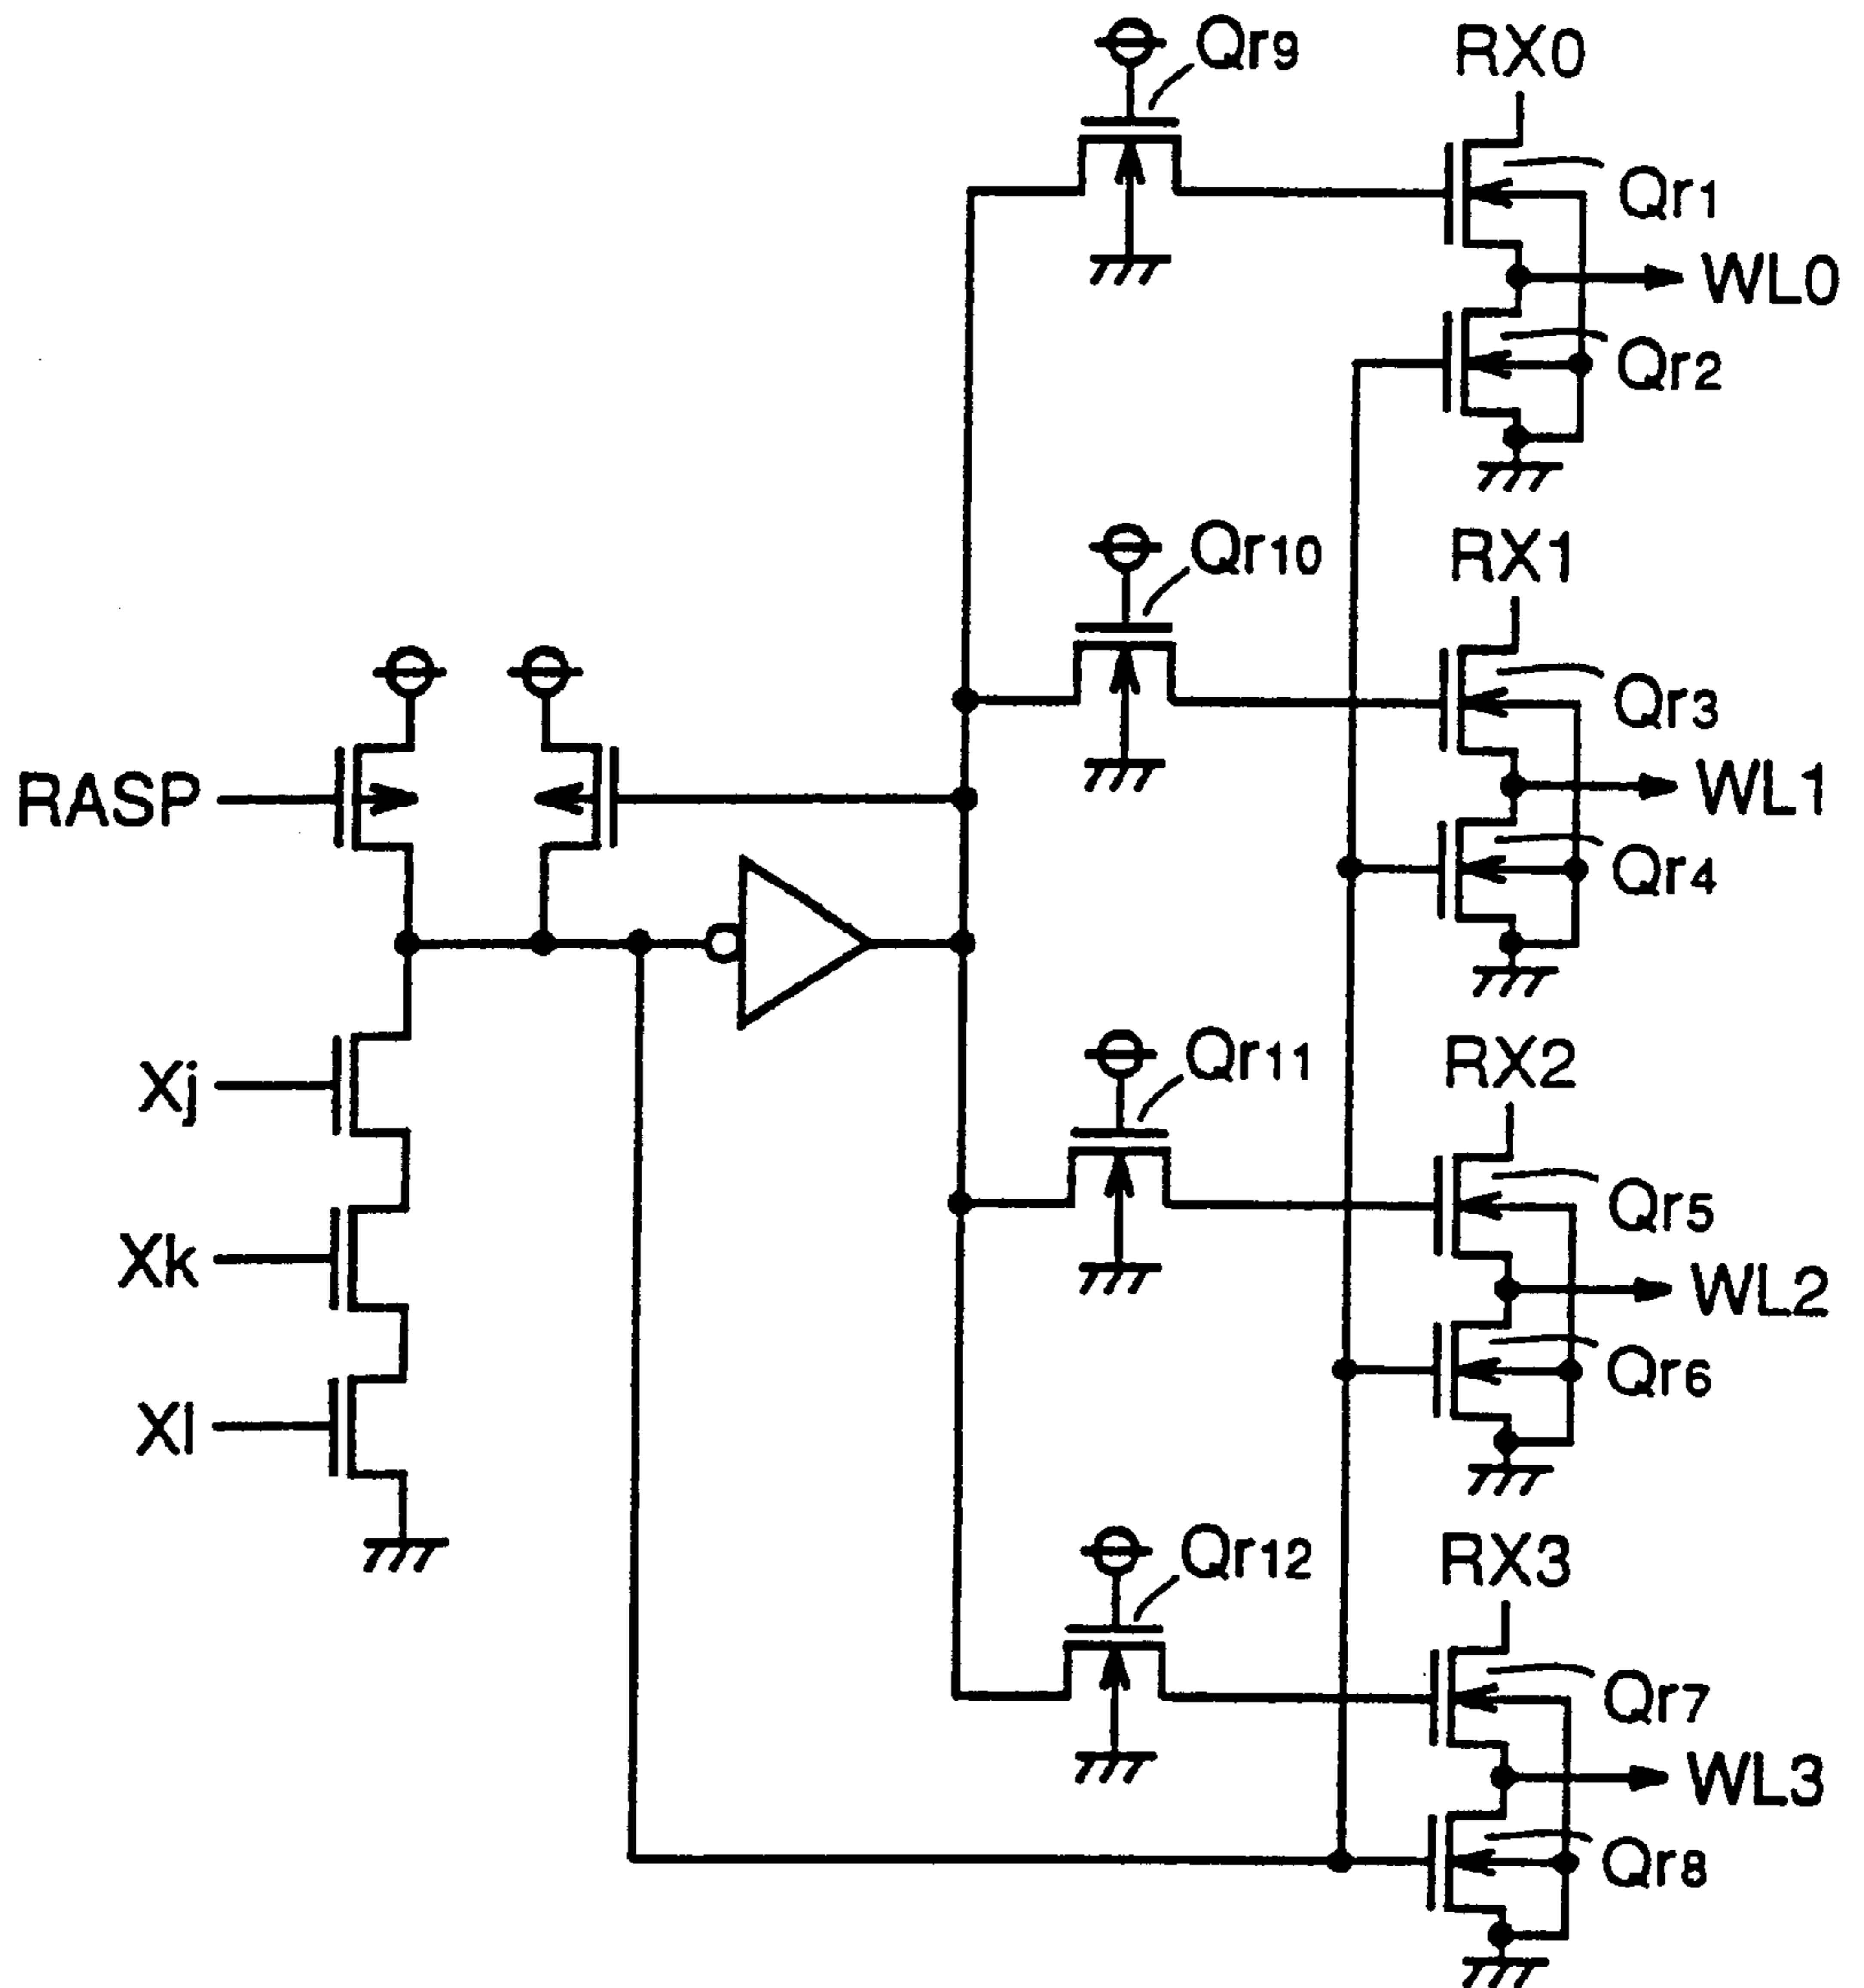 Qr9
RX0
Qr1
WL0
Qr2
Qr10
RX1
Qr3
RASP
WL1
Qr4
Xj
Qr11
RX2
Qr5
Xk
WL2
Qr6
Xl
Qr12
RX3
Qr7
WL3
Qr8